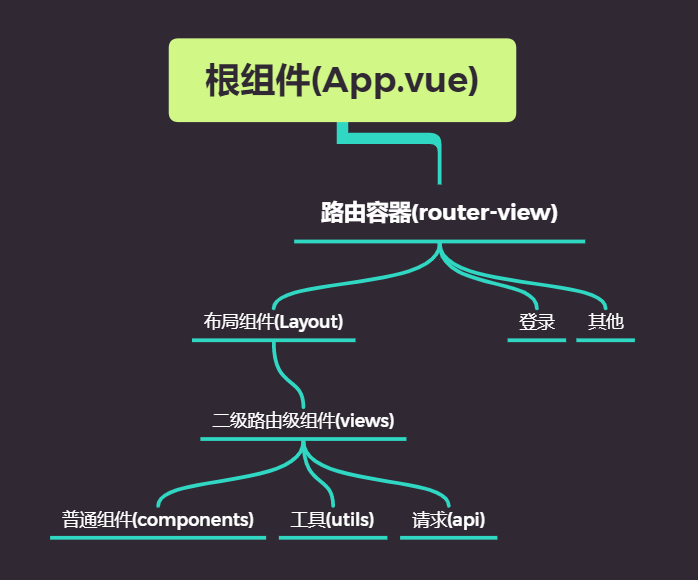 根组件(App.vue)
路由容器(router-view)
布局组件(Layout)
登录
其他
二级路由级组件(views)
普通组件(components)
工具(utils)
请求(api)